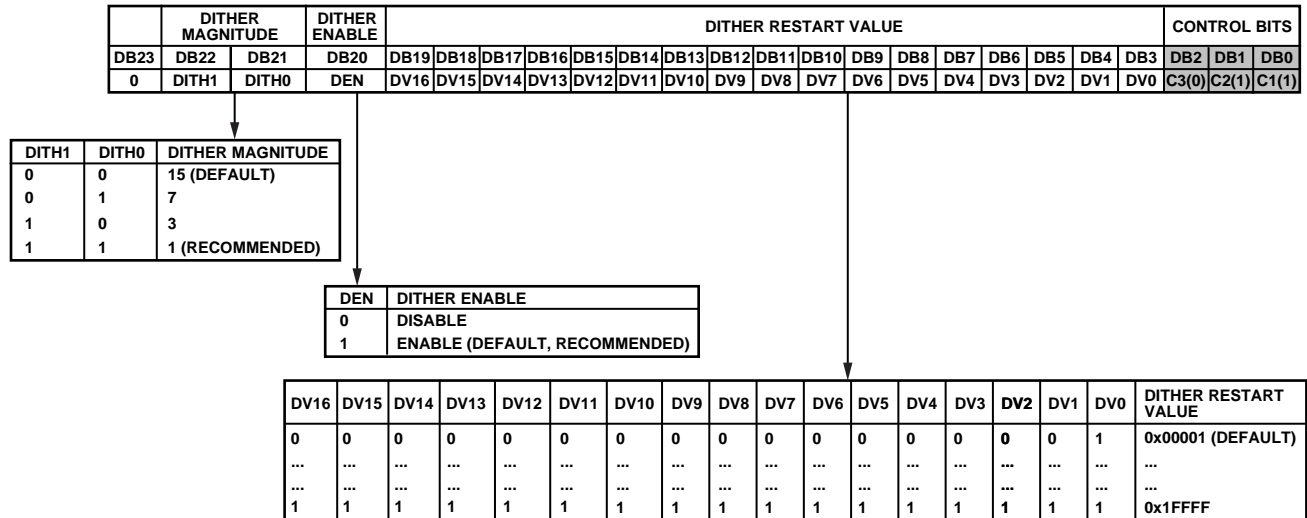 DITHER MAGNITUDE DITHER ENABLE DITHER RESTART VALUE CONTROL BITS
DB23 DB22 DB21 DB20 DB19 DB18 DB17 DB16 DB15 DB14 DB13 DB12 DB11 DB10 DB9 DB8 DB7 DB6 DB5 DB4 DB3 DB2 DB1 DB0
0 DITH1 DITH0 DEN DV16 DV15 DV14 DV13 DV12 DV11 DV10 DV9 DV8 DV7 DV6 DV5 DV4 DV3 DV2 DV1 DV0 C3(0) C2(1) C1(1)
DITH1 DITH0 DITHER MAGNITUDE
0 0 15 (DEFAULT)
0 1 7
1 0 3
1 1 1 (RECOMMENDED)
DEN DITHER ENABLE
0 DISABLE
1 ENABLE (DEFAULT, RECOMMENDED)
DV16 DV15 DV14 DV13 DV12 DV11 DV10 DV9 DV8 DV7 DV6 DV5 DV4 DV3 DV2 DV1 DV0 DITHER RESTART VALUE
0 0 0 0 0 0 0 0 0 0 0 0 0 0 0 0 1 0x00001 (DEFAULT)
... ... ... ... ... ... ... ... ... ... ... ... ... ... ... ... ... ...
... ... ... ... ... ... ... ... ... ... ... ... ... ... ... ... ... ...
1 1 1 1 1 1 1 1 1 1 1 1 1 1 1 1 1 0x1FFFF